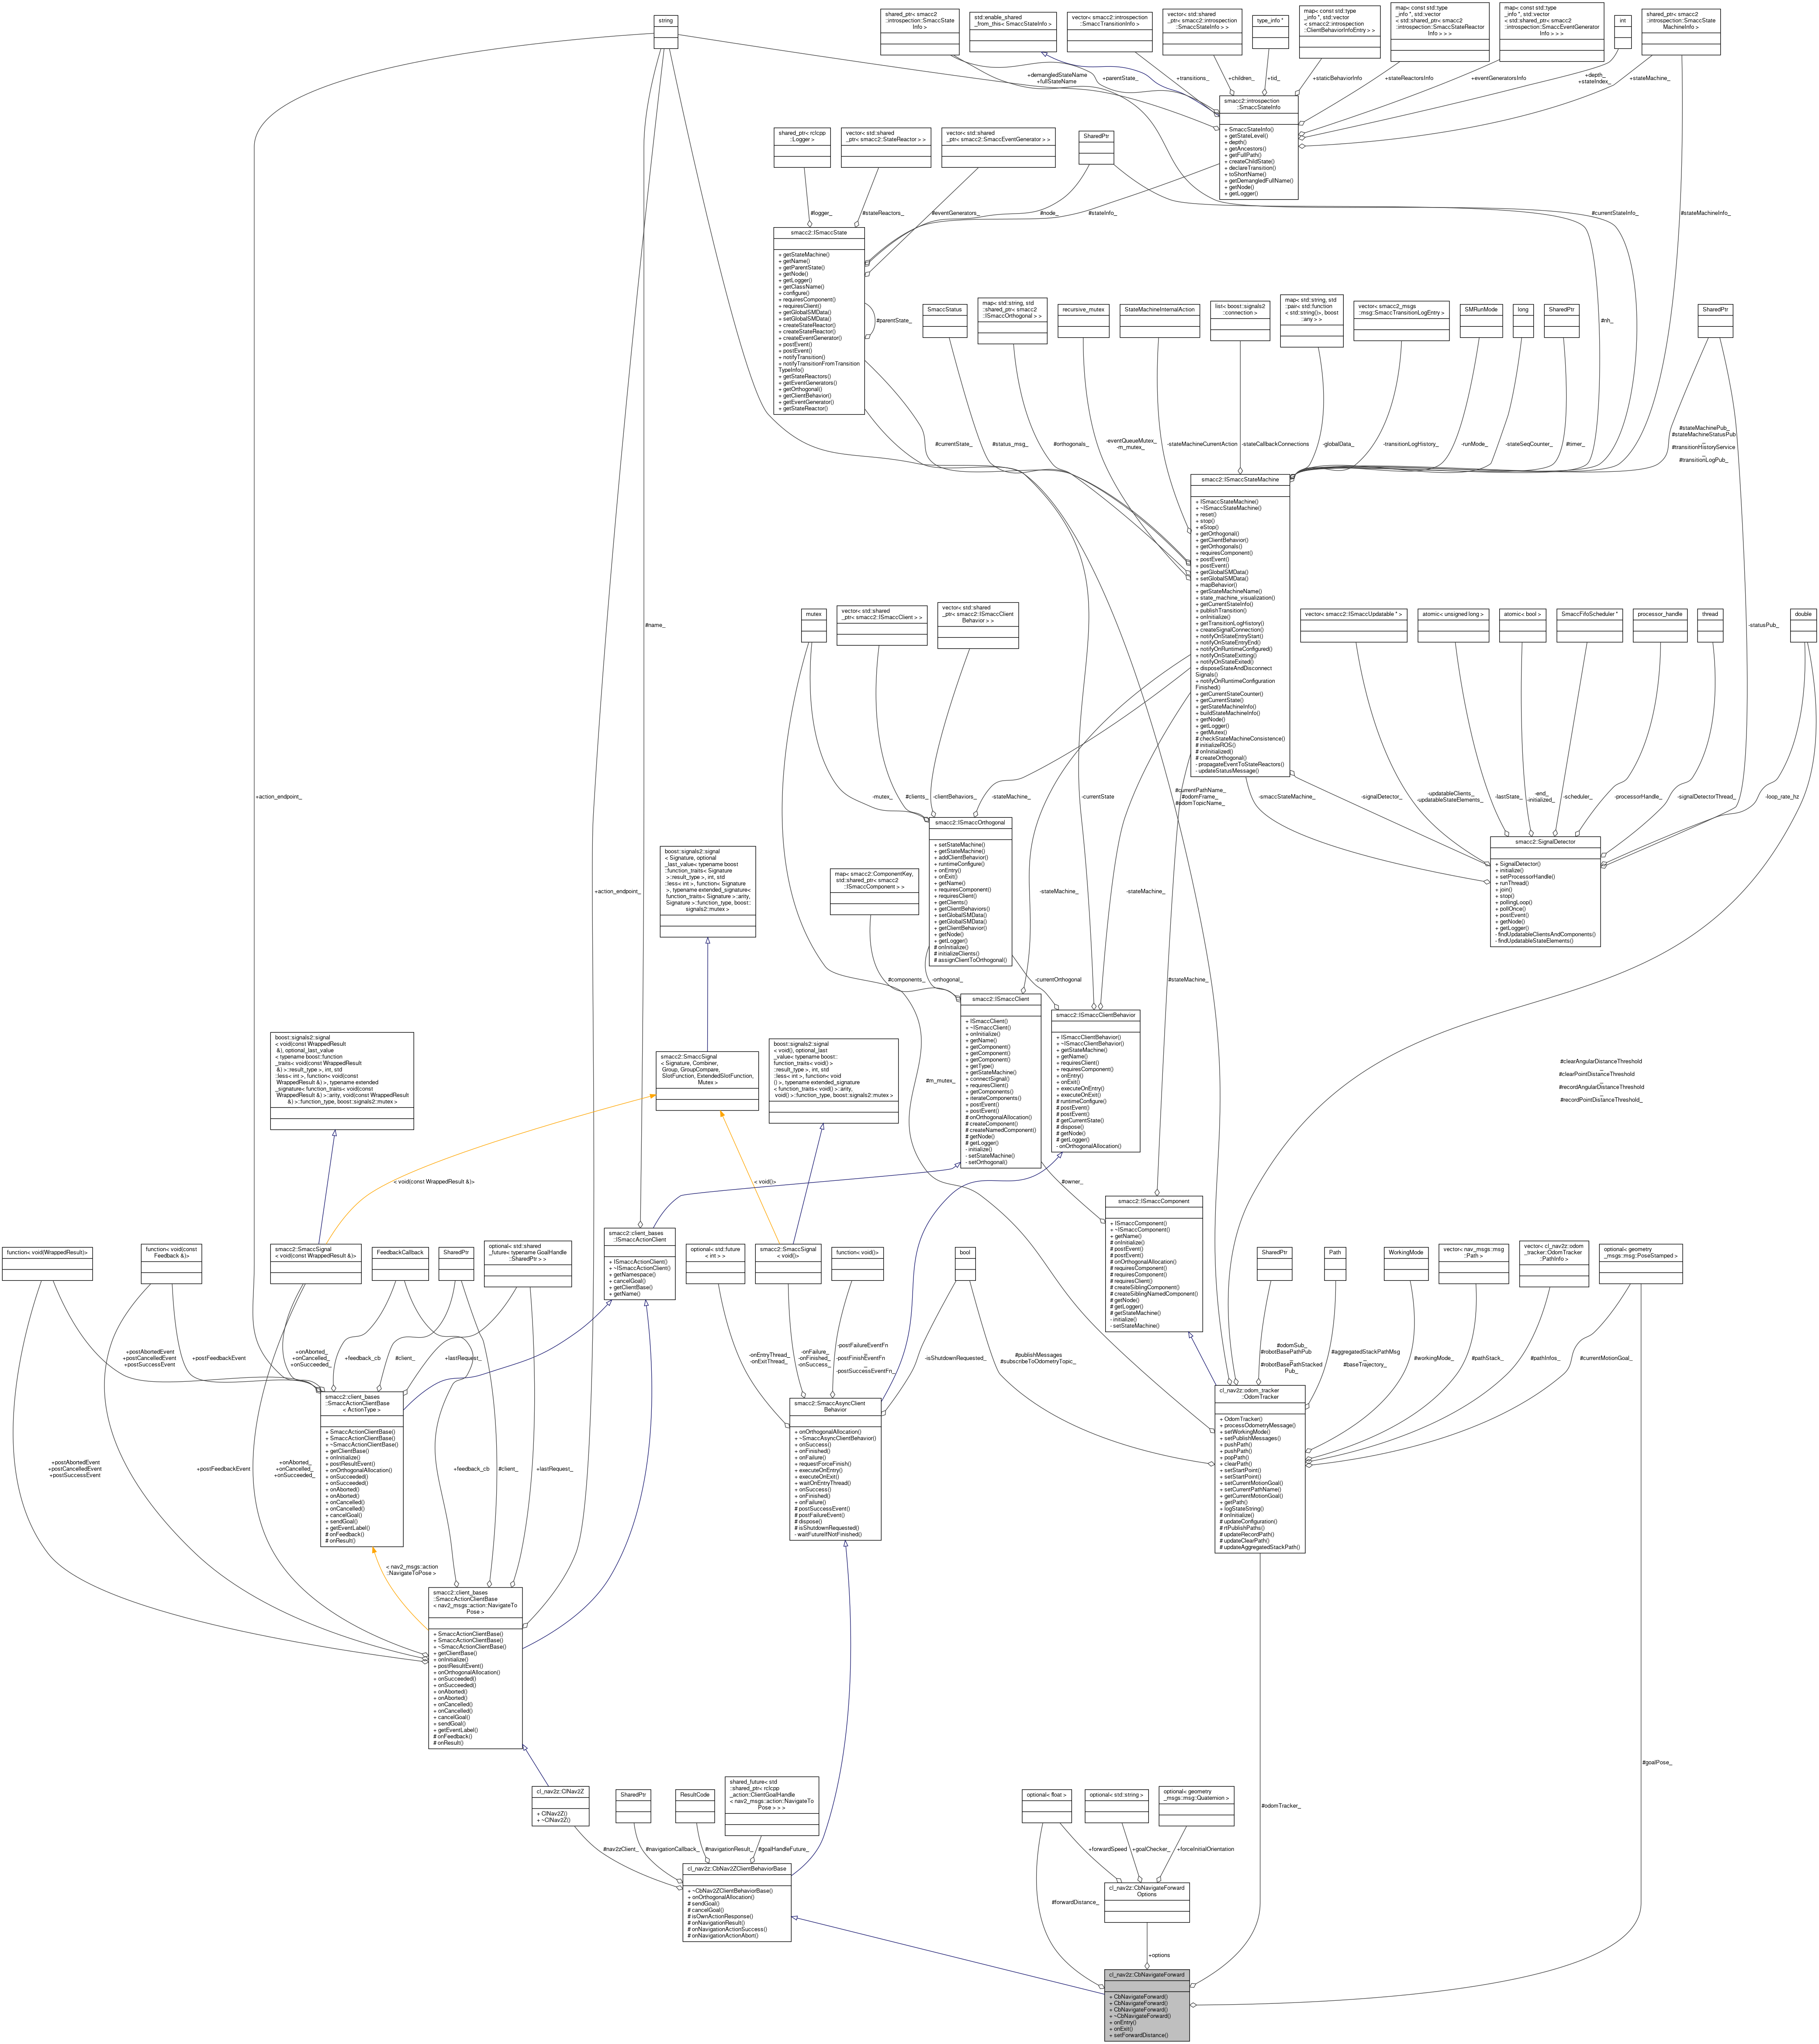 string
shared_ptr< smacc2
::introspection::SmaccState
Info >
std::enable_shared
_from_this< SmaccStateInfo >
vector< smacc2::introspection
::SmaccTransitionInfo >
vector< std::shared
_ptr< smacc2::introspection
::SmaccStateInfo > >
type_info *
map< const std::type
_info *, std::vector
< smacc2::introspection
::ClientBehaviorInfoEntry > >
map< const std::type
_info *, std::vector
< std::shared_ptr< smacc2
::introspection::SmaccStateReactor
Info > > >
map< const std::type
_info *, std::vector
< std::shared_ptr< smacc2
::introspection::SmaccEventGenerator
Info > > >
int
shared_ptr< smacc2
::introspection::SmaccState
MachineInfo >
+demangledStateName
+fullStateName
+parentState_
+transitions_
+children_
+tid_
+staticBehaviorInfo
+stateReactorsInfo
+eventGeneratorsInfo
+depth_
+stateIndex_
+stateMachine_
smacc2::introspection
::SmaccStateInfo
+ SmaccStateInfo()
+ getStateLevel()
+ depth()
+ getAncestors()
+ getFullPath()
+ createChildState()
+ declareTransition()
+ toShortName()
+ getDemangledFullName()
+ getNode()
+ getLogger()
shared_ptr< rclcpp
::Logger >
vector< std::shared
_ptr< smacc2::StateReactor > >
vector< std::shared
_ptr< smacc2::SmaccEventGenerator > >
SharedPtr
#logger_
#stateReactors_
#eventGenerators_
#node_
#stateInfo_
#currentStateInfo_
#stateMachineInfo_
smacc2::ISmaccState
+ getStateMachine()
+ getName()
+ getParentState()
+ getNode()
+ getLogger()
+ getClassName()
+ configure()
+ requiresComponent()
+ requiresClient()
+ getGlobalSMData()
+ setGlobalSMData()
+ createStateReactor()
+ createStateReactor()
+ createEventGenerator()
+ postEvent()
+ postEvent()
+ notifyTransition()
+ notifyTransitionFromTransition
TypeInfo()
+ getStateReactors()
+ getEventGenerators()
+ getOrthogonal()
+ getClientBehavior()
+ getEventGenerator()
+ getStateReactor()
#parentState_
SmaccStatus
map< std::string, std
::shared_ptr< smacc2
::ISmaccOrthogonal > >
recursive_mutex
StateMachineInternalAction
list< boost::signals2
::connection >
map< std::string, std
::pair< std::function
< std::string()>, boost
::any > >
vector< smacc2_msgs
::msg::SmaccTransitionLogEntry >
SMRunMode
long
SharedPtr
SharedPtr
#nh_
#currentState_
#status_msg_
#orthogonals_
-eventQueueMutex_
-m_mutex_
-stateMachineCurrentAction
-stateCallbackConnections
-globalData_
-transitionLogHistory_
-runMode_
-stateSeqCounter_
#timer_
#stateMachinePub_
#stateMachineStatusPub
_
#transitionHistoryService
_
#transitionLogPub_
smacc2::ISmaccStateMachine
+ ISmaccStateMachine()
+ ~ISmaccStateMachine()
+ reset()
+ stop()
+ eStop()
+ getOrthogonal()
+ getClientBehavior()
+ getOrthogonals()
+ requiresComponent()
+ postEvent()
+ postEvent()
+ getGlobalSMData()
+ setGlobalSMData()
+ mapBehavior()
+ getStateMachineName()
+ state_machine_visualization()
+ getCurrentStateInfo()
+ publishTransition()
+ onInitialize()
+ getTransitionLogHistory()
+ createSignalConnection()
+ notifyOnStateEntryStart()
+ notifyOnStateEntryEnd()
+ notifyOnRuntimeConfigured()
+ notifyOnStateExitting()
+ notifyOnStateExited()
+ disposeStateAndDisconnect
Signals()
+ notifyOnRuntimeConfiguration
Finished()
+ getCurrentStateCounter()
+ getCurrentState()
+ getStateMachineInfo()
+ buildStateMachineInfo()
+ getNode()
+ getLogger()
+ getMutex()
# checkStateMachineConsistence()
# initializeROS()
# onInitialized()
# createOrthogonal()
- propagateEventToStateReactors()
- updateStatusMessage()
mutex
vector< std::shared
_ptr< smacc2::ISmaccClient > >
vector< std::shared
_ptr< smacc2::ISmaccClient
Behavior > >
vector< smacc2::ISmaccUpdatable * >
atomic< unsigned long >
atomic< bool >
SmaccFifoScheduler *
processor_handle
thread
double
#name_
-statusPub_
+action_endpoint_
-mutex_
#clients_
-clientBehaviors_
-stateMachine_
-currentState
#currentPathName_
#odomFrame_
#odomTopicName_
-smaccStateMachine_
-signalDetector_
-updatableClients_
-updatableStateElements_
-lastState_
-end_
-initialized_
-scheduler_
-processorHandle_
-signalDetectorThread_
-loop_rate_hz
smacc2::ISmaccOrthogonal
+ setStateMachine()
+ getStateMachine()
+ addClientBehavior()
+ runtimeConfigure()
+ onEntry()
+ onExit()
+ getName()
+ requiresComponent()
+ requiresClient()
+ getClients()
+ getClientBehaviors()
+ setGlobalSMData()
+ getGlobalSMData()
+ getClientBehavior()
+ getNode()
+ getLogger()
# onInitialize()
# initializeClients()
# assignClientToOrthogonal()
smacc2::SignalDetector
+ SignalDetector()
+ initialize()
+ setProcessorHandle()
+ runThread()
+ join()
+ stop()
+ pollingLoop()
+ pollOnce()
+ postEvent()
+ getNode()
+ getLogger()
- findUpdatableClientsAndComponents()
- findUpdatableStateElements()
boost::signals2::signal
< Signature, optional
_last_value< typename boost
::function_traits< Signature
>::result_type >, int, std
::less< int >, function< Signature
>, typename extended_signature<
function_traits< Signature >::arity,
Signature >::function_type, boost::
signals2::mutex >
map< smacc2::ComponentKey,
std::shared_ptr< smacc2
::ISmaccComponent > >
+action_endpoint_
-stateMachine_
-stateMachine_
#components_
-orthogonal_
-currentOrthogonal
#stateMachine_
smacc2::ISmaccClient
+ ISmaccClient()
+ ~ISmaccClient()
+ onInitialize()
+ getName()
+ getComponent()
+ getComponent()
+ getComponent()
+ getType()
+ getStateMachine()
+ connectSignal()
+ requiresClient()
+ getComponents()
+ iterateComponents()
+ postEvent()
+ postEvent()
# onOrthogonalAllocation()
# createComponent()
# createNamedComponent()
# getNode()
# getLogger()
- initialize()
- setStateMachine()
- setOrthogonal()
smacc2::ISmaccClientBehavior
+ ISmaccClientBehavior()
+ ~ISmaccClientBehavior()
+ getStateMachine()
+ getName()
+ requiresClient()
+ requiresComponent()
+ onEntry()
+ onExit()
+ executeOnEntry()
+ executeOnExit()
# runtimeConfigure()
# postEvent()
# postEvent()
# getCurrentState()
# dispose()
# getNode()
# getLogger()
- onOrthogonalAllocation()
boost::signals2::signal
< void(const WrappedResult
&), optional_last_value
< typename boost::function
_traits< void(const WrappedResult
&) >::result_type >, int, std
::less< int >, function< void(const
WrappedResult &) >, typename extended
_signature< function_traits< void(const
WrappedResult &) >::arity, void(const WrappedResult
&) >::function_type, boost::signals2::mutex >
smacc2::SmaccSignal
< Signature, Combiner,
Group, GroupCompare,
SlotFunction, ExtendedSlotFunction,
Mutex >
boost::signals2::signal
< void(), optional_last
_value< typename boost::
function_traits< void() >
::result_type >, int, std
::less< int >, function< void
() >, typename extended_signature
< function_traits< void() >::arity,
void() >::function_type, boost::signals2::mutex >
#m_mutex_
#clearAngularDistanceThreshold
_
#clearPointDistanceThreshold
_
#recordAngularDistanceThreshold
_
#recordPointDistanceThreshold_
< void(const WrappedResult &)>
< void()>
#owner_
smacc2::ISmaccComponent
+ ISmaccComponent()
+ ~ISmaccComponent()
+ getName()
# onInitialize()
# postEvent()
# postEvent()
# onOrthogonalAllocation()
# requiresComponent()
# requiresComponent()
# requiresClient()
# createSiblingComponent()
# createSiblingNamedComponent()
# getNode()
# getLogger()
# getStateMachine()
- initialize()
- setStateMachine()
function< void(WrappedResult)>
function< void(const
Feedback &)>
smacc2::SmaccSignal
< void(const WrappedResult &)>
FeedbackCallback
SharedPtr
optional< std::shared
_future< typename GoalHandle
::SharedPtr > >
smacc2::client_bases
::ISmaccActionClient
+ ISmaccActionClient()
+ ~ISmaccActionClient()
+ getNamespace()
+ cancelGoal()
+ getClientBase()
+ getName()
optional< std::future
< int > >
smacc2::SmaccSignal
< void()>
function< void()>
bool
SharedPtr
Path
WorkingMode
vector< nav_msgs::msg
::Path >
vector< cl_nav2z::odom
_tracker::OdomTracker
::PathInfo >
optional< geometry
_msgs::msg::PoseStamped >
+postAbortedEvent
+postCancelledEvent
+postSuccessEvent
+postFeedbackEvent
+onAborted_
+onCancelled_
+onSucceeded_
+feedback_cb
#client_
+lastRequest_
-onEntryThread_
-onExitThread_
-onFailure_
-onFinished_
-onSuccess_
-postFailureEventFn
_
-postFinishEventFn
_
-postSuccessEventFn_
-isShutdownRequested_
#publishMessages
#subscribeToOdometryTopic_
#odomSub_
#robotBasePathPub
_
#robotBasePathStacked
Pub_
#aggregatedStackPathMsg
_
#baseTrajectory_
#workingMode_
#pathStack_
#pathInfos_
#currentMotionGoal_
smacc2::client_bases
::SmaccActionClientBase
< ActionType >
+ SmaccActionClientBase()
+ SmaccActionClientBase()
+ ~SmaccActionClientBase()
+ getClientBase()
+ onInitialize()
+ postResultEvent()
+ onOrthogonalAllocation()
+ onSucceeded()
+ onSucceeded()
+ onAborted()
+ onAborted()
+ onCancelled()
+ onCancelled()
+ cancelGoal()
+ sendGoal()
+ getEventLabel()
# onFeedback()
# onResult()
smacc2::SmaccAsyncClient
Behavior
+ onOrthogonalAllocation()
+ ~SmaccAsyncClientBehavior()
+ onSuccess()
+ onFinished()
+ onFailure()
+ requestForceFinish()
+ executeOnEntry()
+ executeOnExit()
+ waitOnEntryThread()
+ onSuccess()
+ onFinished()
+ onFailure()
# postSuccessEvent()
# postFailureEvent()
# dispose()
# isShutdownRequested()
- waitFutureIfNotFinished()
cl_nav2z::odom_tracker
::OdomTracker
+ OdomTracker()
+ processOdometryMessage()
+ setWorkingMode()
+ setPublishMessages()
+ pushPath()
+ pushPath()
+ popPath()
+ clearPath()
+ setStartPoint()
+ setStartPoint()
+ setCurrentMotionGoal()
+ setCurrentPathName()
+ getCurrentMotionGoal()
+ getPath()
+ logStateString()
# onInitialize()
# updateConfiguration()
# rtPublishPaths()
# updateRecordPath()
# updateClearPath()
# updateAggregatedStackPath()
+postAbortedEvent
+postCancelledEvent
+postSuccessEvent
+postFeedbackEvent
+onAborted_
+onCancelled_
+onSucceeded_
+feedback_cb
#client_
+lastRequest_
< nav2_msgs::action
::NavigateToPose >
smacc2::client_bases
::SmaccActionClientBase
< nav2_msgs::action::NavigateTo
Pose >
+ SmaccActionClientBase()
+ SmaccActionClientBase()
+ ~SmaccActionClientBase()
+ getClientBase()
+ onInitialize()
+ postResultEvent()
+ onOrthogonalAllocation()
+ onSucceeded()
+ onSucceeded()
+ onAborted()
+ onAborted()
+ onCancelled()
+ onCancelled()
+ cancelGoal()
+ sendGoal()
+ getEventLabel()
# onFeedback()
# onResult()
cl_nav2z::ClNav2Z
+ ClNav2Z()
+ ~ClNav2Z()
SharedPtr
ResultCode
shared_future< std
::shared_ptr< rclcpp
_action::ClientGoalHandle
< nav2_msgs::action::NavigateTo
Pose > > >
optional< float >
optional< std::string >
optional< geometry
_msgs::msg::Quaternion >
#goalPose_
#odomTracker_
#nav2zClient_
#navigationCallback_
#navigationResult_
#goalHandleFuture_
+forwardSpeed
+goalChecker_
+forceInitialOrientation
cl_nav2z::CbNav2ZClientBehaviorBase
+ ~CbNav2ZClientBehaviorBase()
+ onOrthogonalAllocation()
# sendGoal()
# cancelGoal()
# isOwnActionResponse()
# onNavigationResult()
# onNavigationActionSuccess()
# onNavigationActionAbort()
cl_nav2z::CbNavigateForward
Options
#forwardDistance_
+options
cl_nav2z::CbNavigateForward
+ CbNavigateForward()
+ CbNavigateForward()
+ CbNavigateForward()
+ ~CbNavigateForward()
+ onEntry()
+ onExit()
+ setForwardDistance()